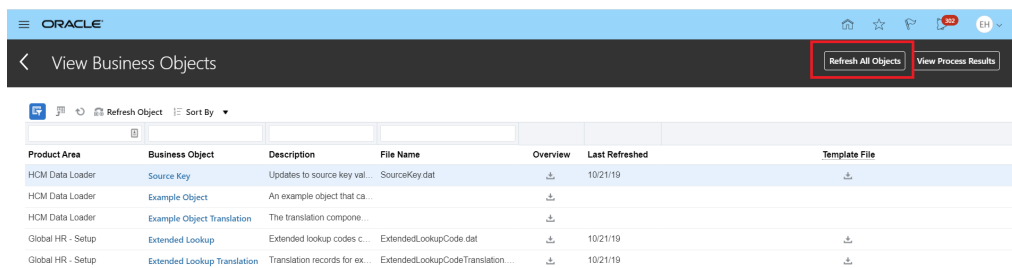 ORACLE
302
EH
View Business Objects
Refresh All Objects
View Process Results
Refresh Object
Sort By
Product Area Business Object Description File Name Overview Last Refreshed Template File
HCM Data Loader Source Key Updates to source key val... SourceKey.dat 10/21/19
HCM Data Loader Example Object An example object that ca...
HCM Data Loader Example Object Translation The translation compone...
Global HR - Setup Extended Lookup Extended lookup codes c... ExtendedLookupCode.dat 10/21/19
Global HR - Setup Extended Lookup Translation Translation records for ex... ExtendedLookupCodeTranslation.... 10/21/19